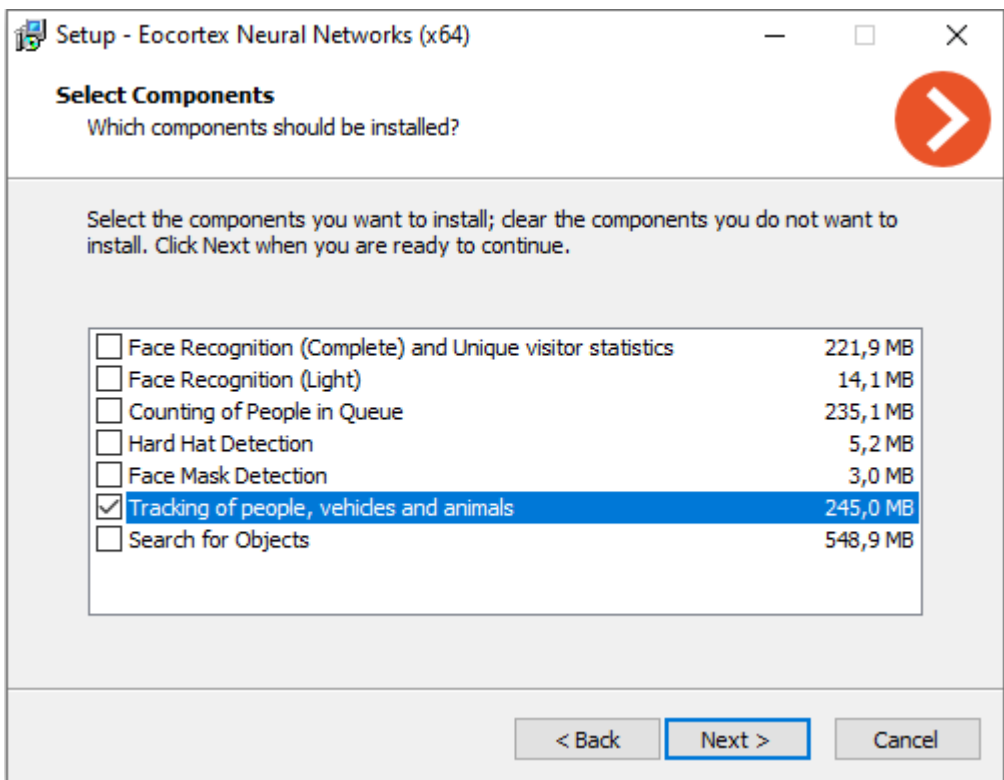 Setup - Eocortex Neural Networks (x64)
Select Components
Which components should be installed?
Select the components you want to install; clear the components you do not want to
install. Click Next when you are ready to continue.
Face Recognition (Complete) and Unique visitor statistics 221,9 MB
Face Recognition (Light) 14,1 MB
Counting of People in Queue 235,1 MB
Hard Hat Detection 5,2 MB
Face Mask Detection 3,0 MB
Tracking of people, vehicles and animals 245,0 MB
Search for Objects 548,9 MB
< Back Next > Cancel